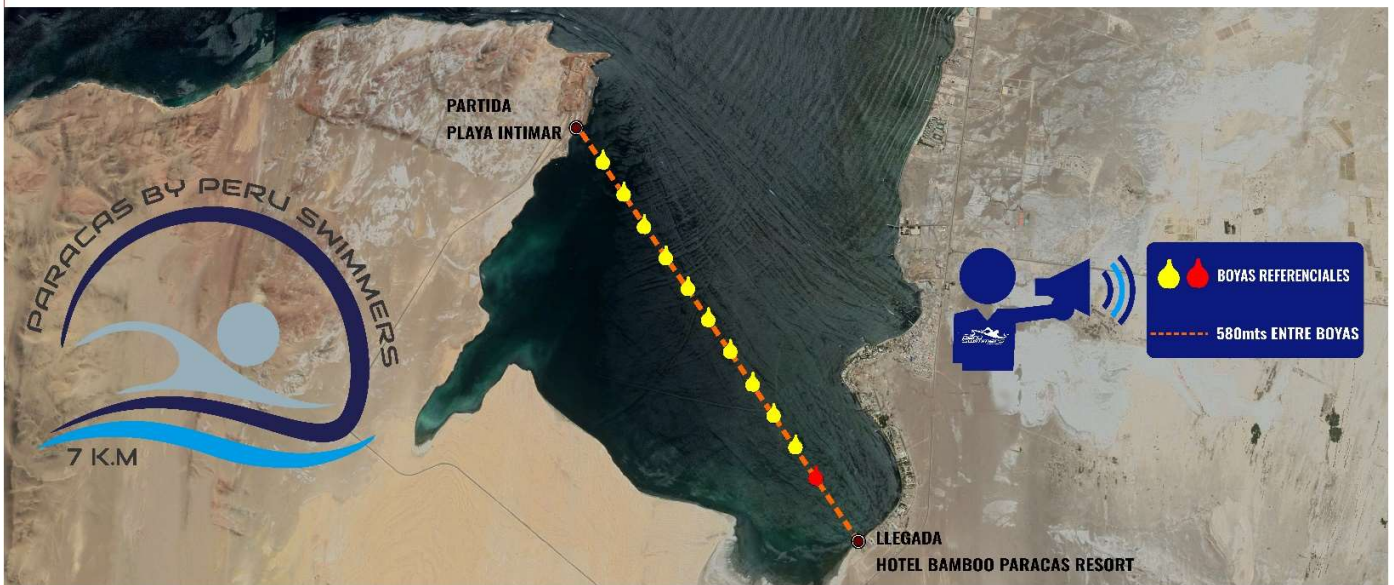 PARTIDA
PLAYA INTIMAR
PARACAS BY PERU SWIMMERS
7 K.M
BOYAS REFERENCIALES
580mts ENTRE BOYAS
LLEGADA
HOTEL BAMBOO PARACAS RESORT